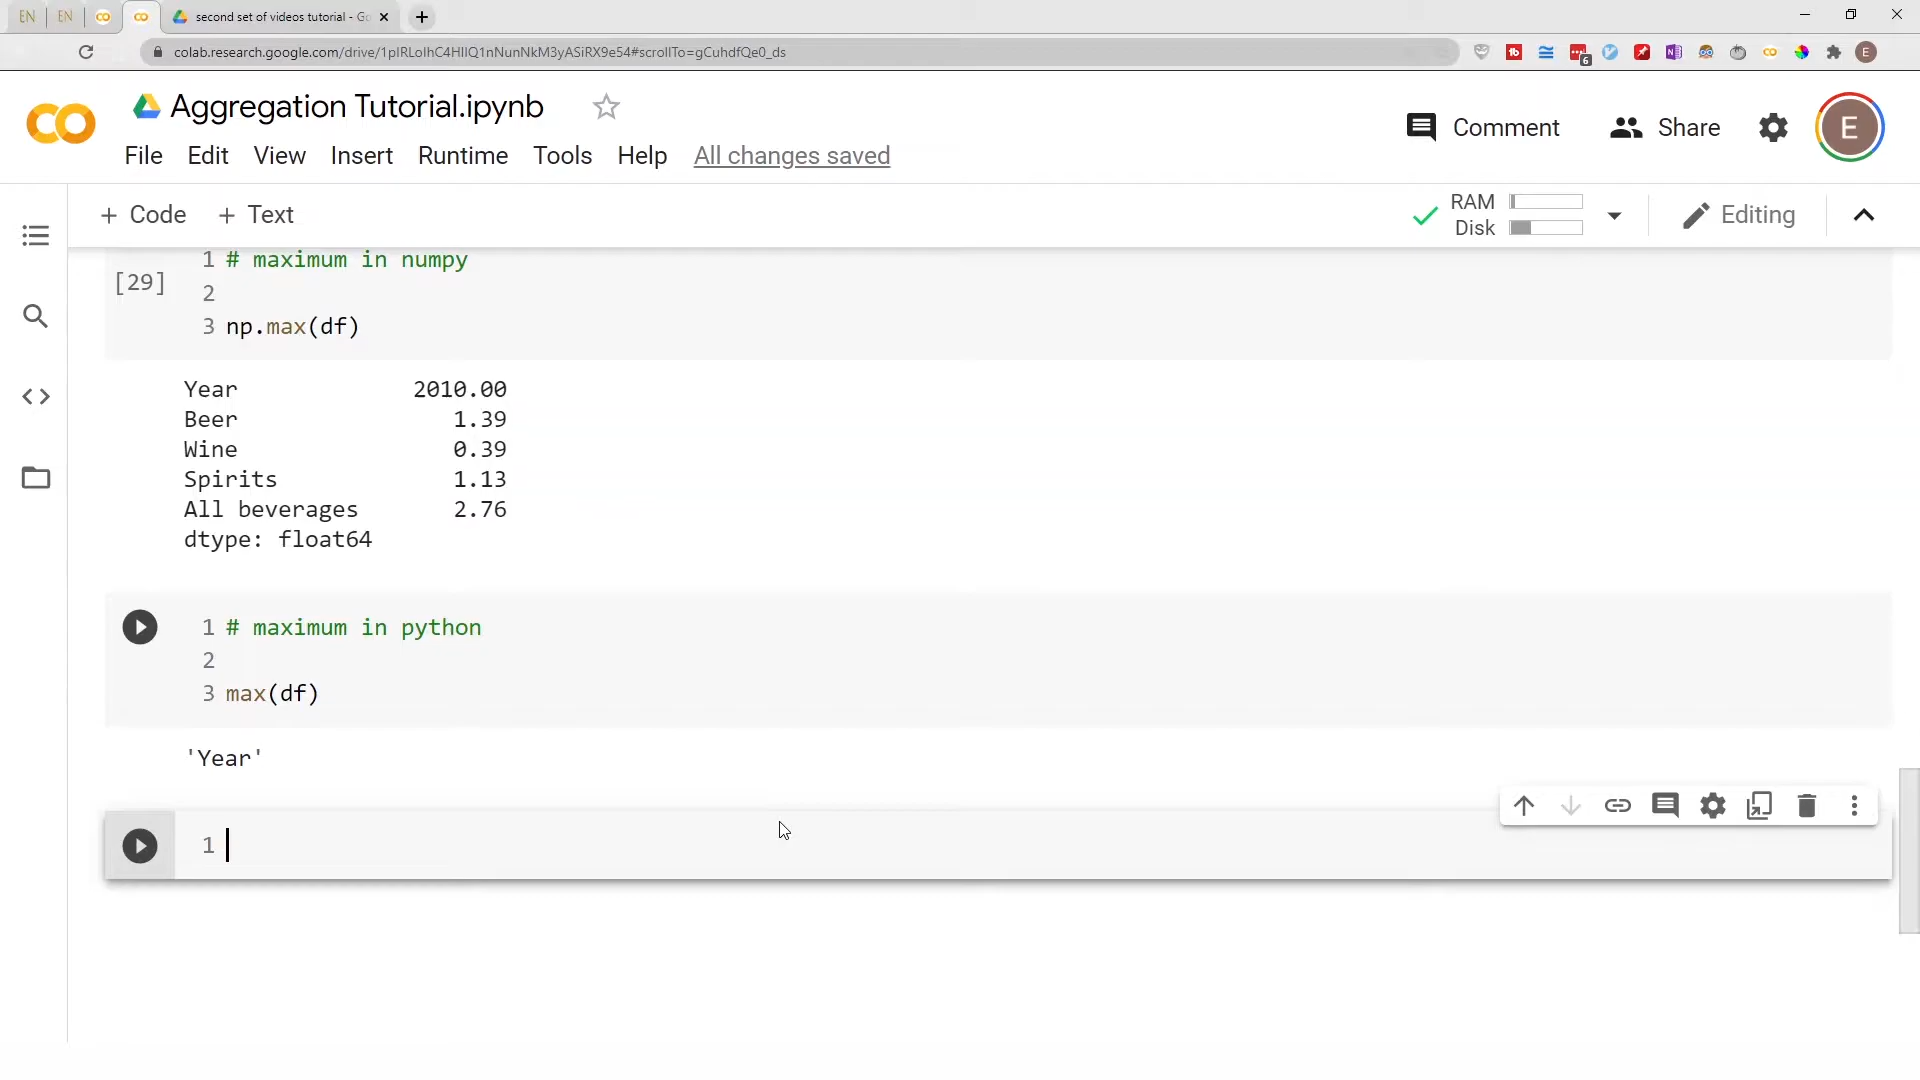 EN
EN
second set of videos tutorial - Go
colab.research.google.com/drive/1pIRLoIhC4HIlQ1nNunNkM3yASiRX9e54#scrollTo=gCuhdfQe0_ds
6
E
Aggregation Tutorial.ipynb
Comment
Share
E
File Edit View Insert Runtime Tools Help All changes saved
+ Code + Text
RAM
Disk
Editing
[29]
1 # maximum in numpy
2
3 np.max(df)
Year 2010.00
Beer 1.39
Wine 0.39
Spirits 1.13
All beverages 2.76
dtype: float64
1 # maximum in python
2
3 max(df)
'Year'
1